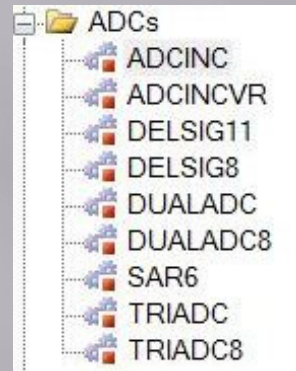 ADCs
ADCINC
ADCINCVR
DELSIG11
DELSIG8
DUALADC
DUALADC8
SAR6
TRIADC
TRIADC8